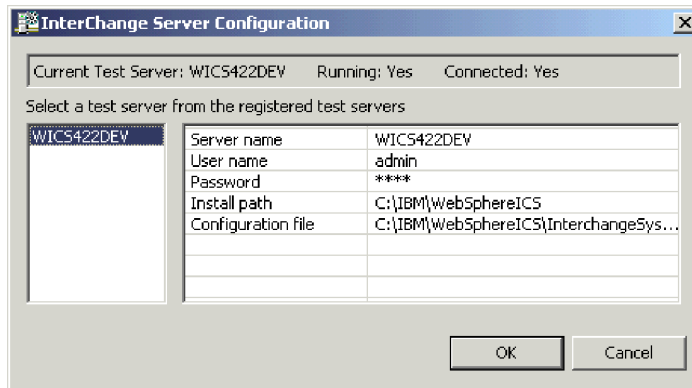 InterChange Server Configuration
Current Test Server: WICS422DEV Running: Yes Connected: Yes
Select a test server from the registered test servers
WICS422DEV
Server name WICS422DEV
User name admin
Password ****
Install path C:\IBM\WebSphereICS
Configuration file C:\IBM\WebSphereICS\InterchangeSys...
OK Cancel